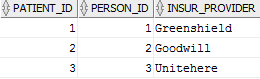 PATIENT_ID PERSON_ID INSUR_PROVIDER
1 1 Greenshield
2 2 Goodwill
3 3 Unitehere